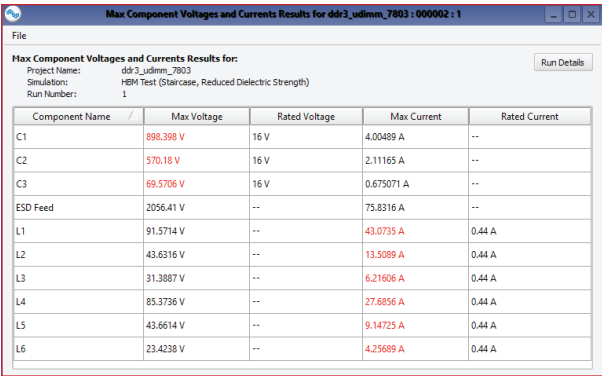 Max Component Voltages and Currents Results for ddr3_udimm_7803 : 000002 : 1
File
Max Component Voltages and Currents Results for:
Project Name: ddr3_udimm_7803
Simulation: HBM Test (Staircase, Reduced Dielectric Strength)
Run Number: 1
Run Details
Component Name Max Voltage Rated Voltage Max Current Rated Current
C1 898.398 V 16 V 4.00489 A --
C2 570.18 V 16 V 2.11165 A --
C3 69.5706 V 16 V 0.675071 A --
ESD Feed 2056.41 V -- 75.8316 A --
L1 91.5714 V -- 43.0735 A 0.44 A
L2 43.6316 V -- 13.5089 A 0.44 A
L3 31.3887 V -- 6.21606 A 0.44 A
L4 85.3736 V -- 27.6856 A 0.44 A
L5 43.6614 V -- 9.14725 A 0.44 A
L6 23.4238 V -- 4.25689 A 0.44 A